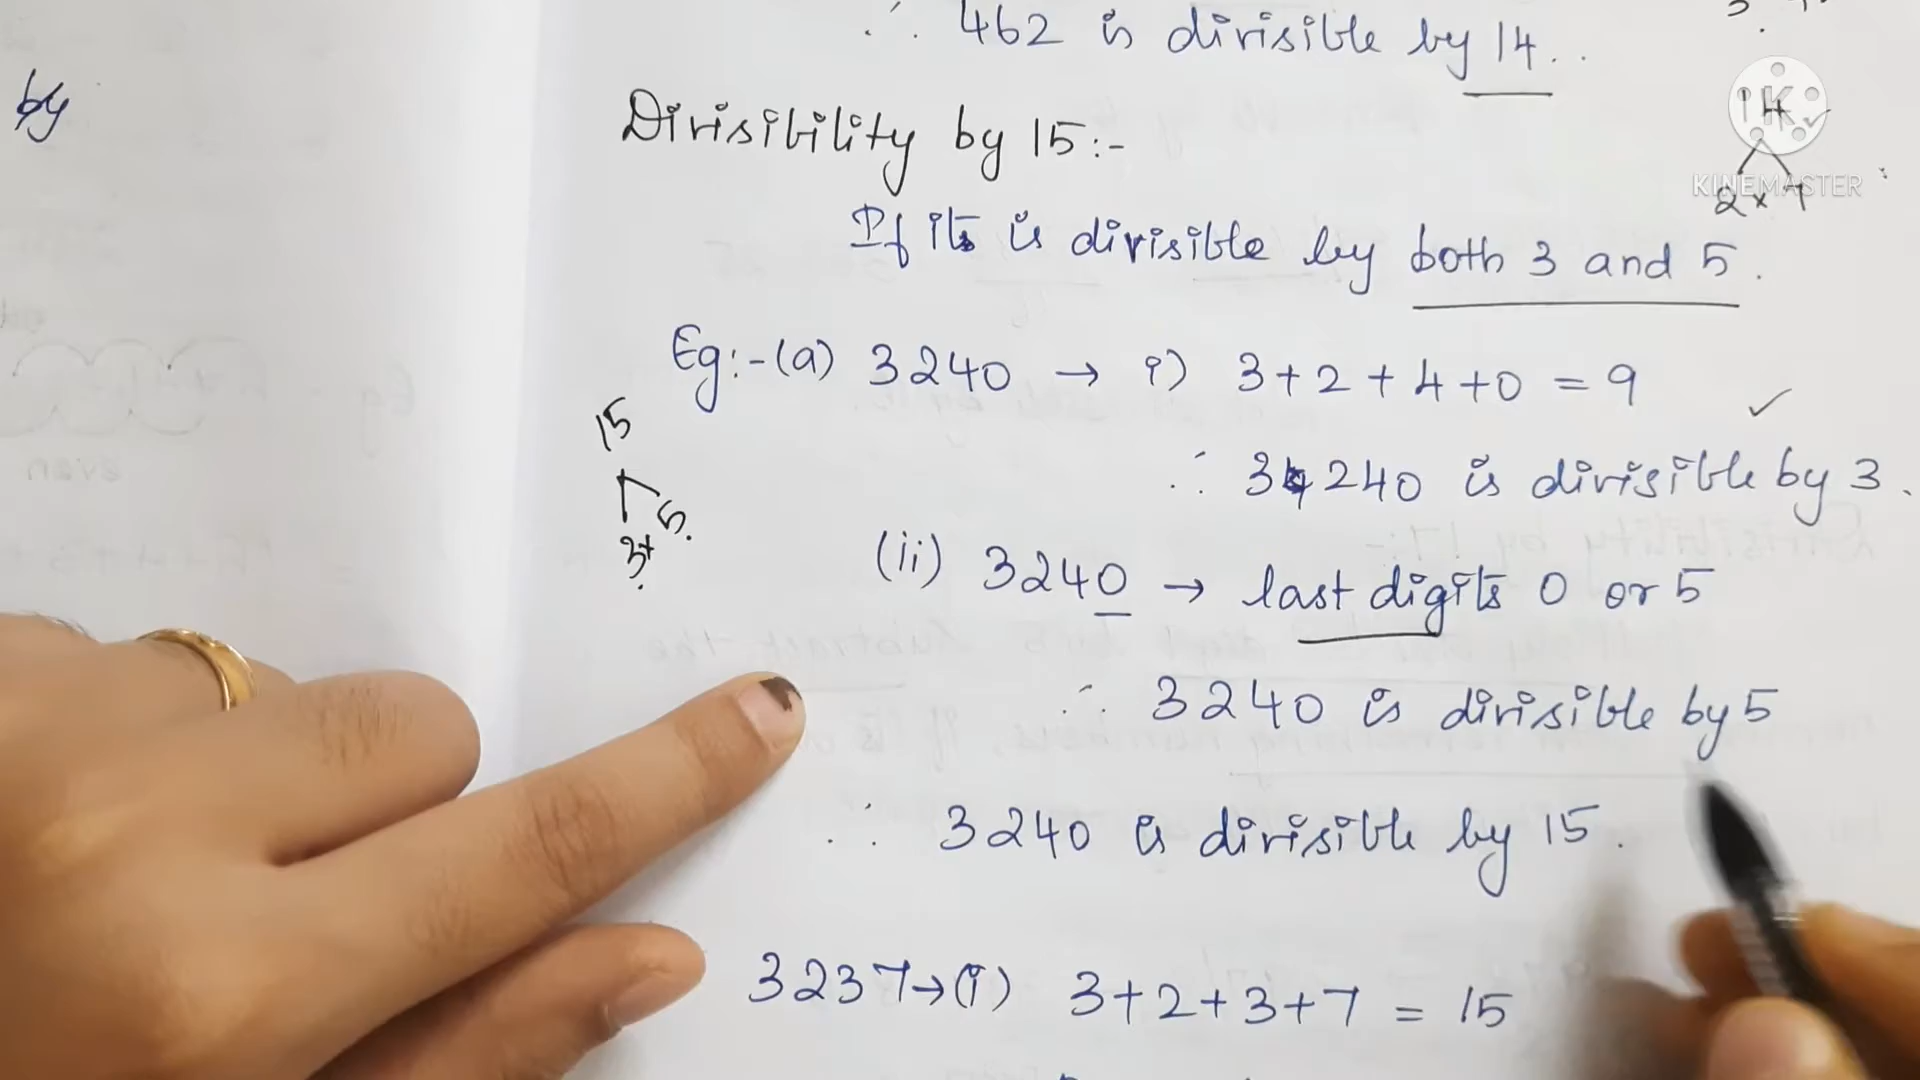 ∴ 462 is divisible by 14.
by
Divisibility by 15:-
14
KINEMASTER
2 × 7
If it is divisible by both 3 and 5.
Eg:-(a) 3240 → i) 3+2+4+0 = 9 ✓
15
3 × 5
∴ 3240 is divisible by 3.
(ii) 3240 → last digits 0 or 5
∴ 3240 is divisible by 5
∴ 3240 is divisible by 15.
3237→(i) 3+2+3+7 = 15